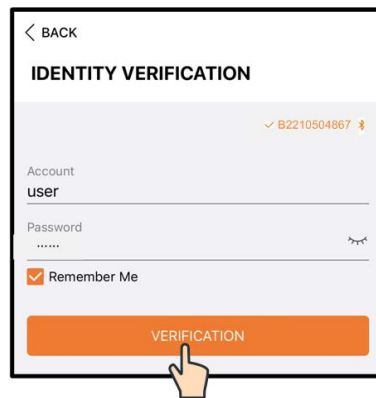 BACK
IDENTITY VERIFICATION
B2210504867
Account
user
Password
······
Remember Me
VERIFICATION